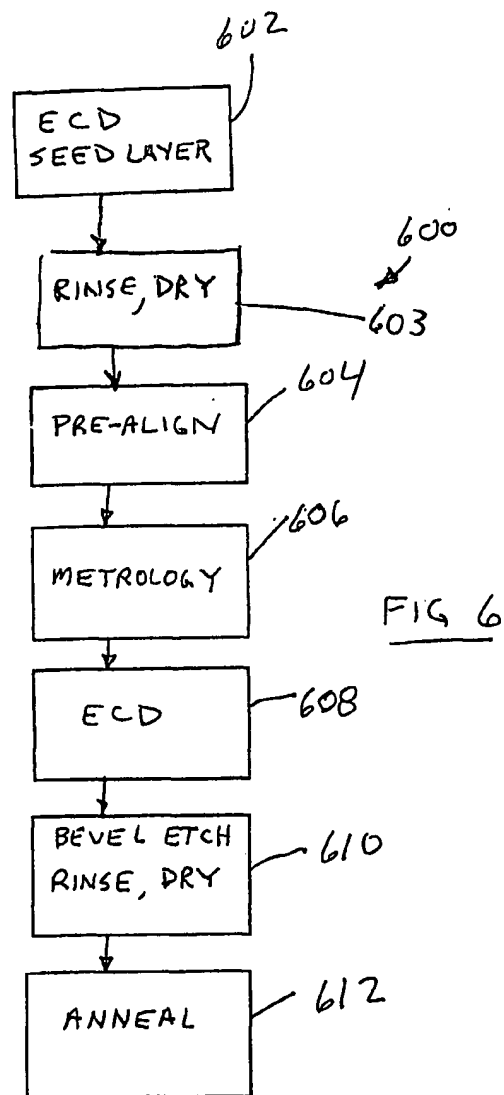 602
ECD
SEED LAYER
600
RINSE, DRY
603
604
PRE-ALIGN
606
METROLOGY
FIG 6
ECD
608
BEVEL ETCH
RINSE, DRY
610
ANNEAL
612